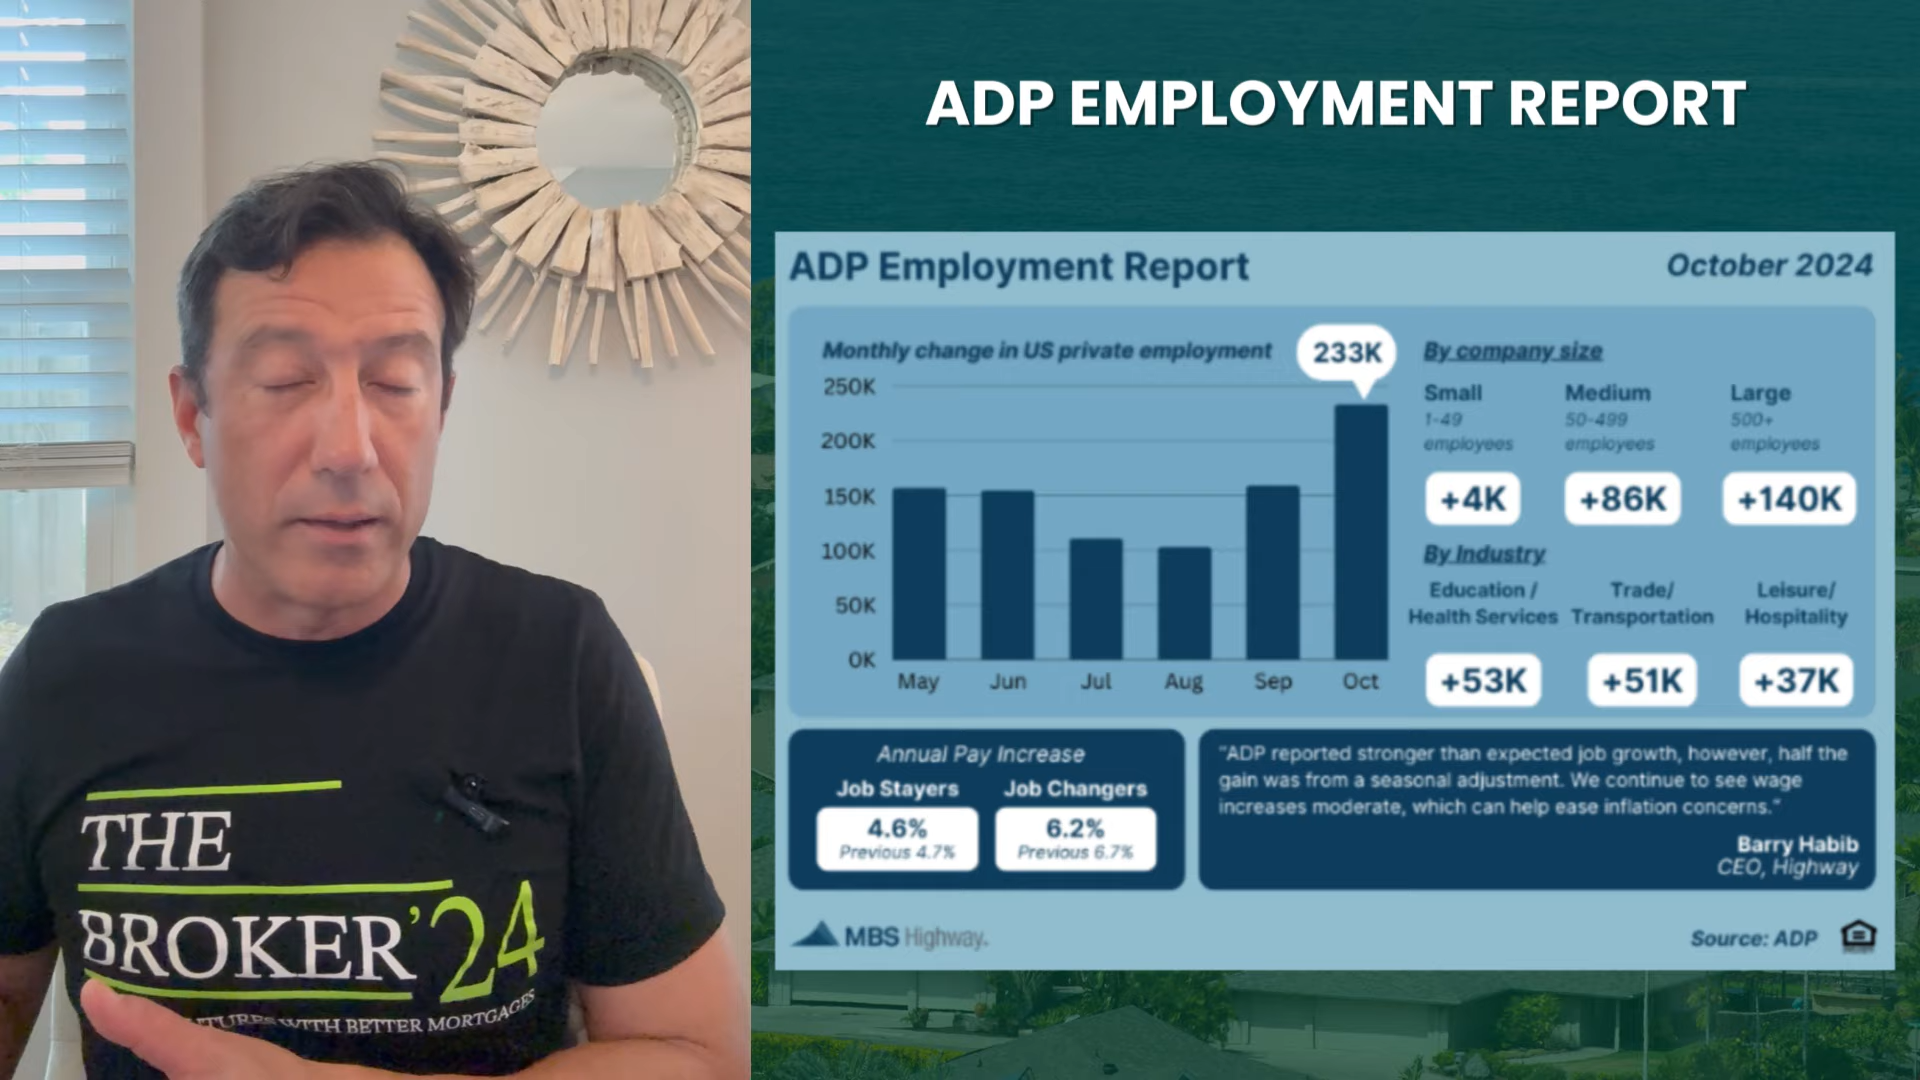 ADP EMPLOYMENT REPORT
ADP Employment Report
October 2024
Monthly change in US private employment
233K
250K
200K
150K
100K
50K
0K
May Jun Jul Aug Sep Oct
By company size
Small Medium Large
1-49 50-499 500+
employees employees employees
+4K +86K +140K
By Industry
Education / Trade/ Leisure/
Health Services Transportation Hospitality
+53K +51K +37K
Annual Pay Increase
Job Stayers Job Changers
4.6% 6.2%
Previous 4.7% Previous 6.7%
"ADP reported stronger than expected job growth, however, half the
gain was from a seasonal adjustment. We continue to see wage
increases moderate, which can help ease inflation concerns."
Barry Habib
CEO, Highway
MBS Highway.
Source: ADP
THE
BROKER '24
WITH BETTER MORTGAGES